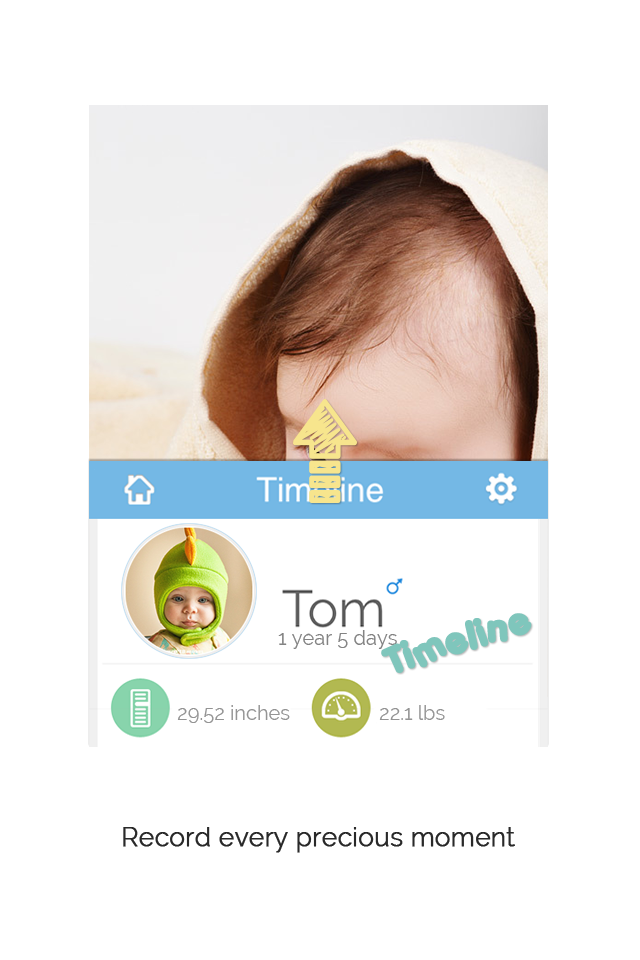 Timeline
Tom
1 year 5 days
Timeline
29.52 inches
22.1 lbs
Record every precious moment